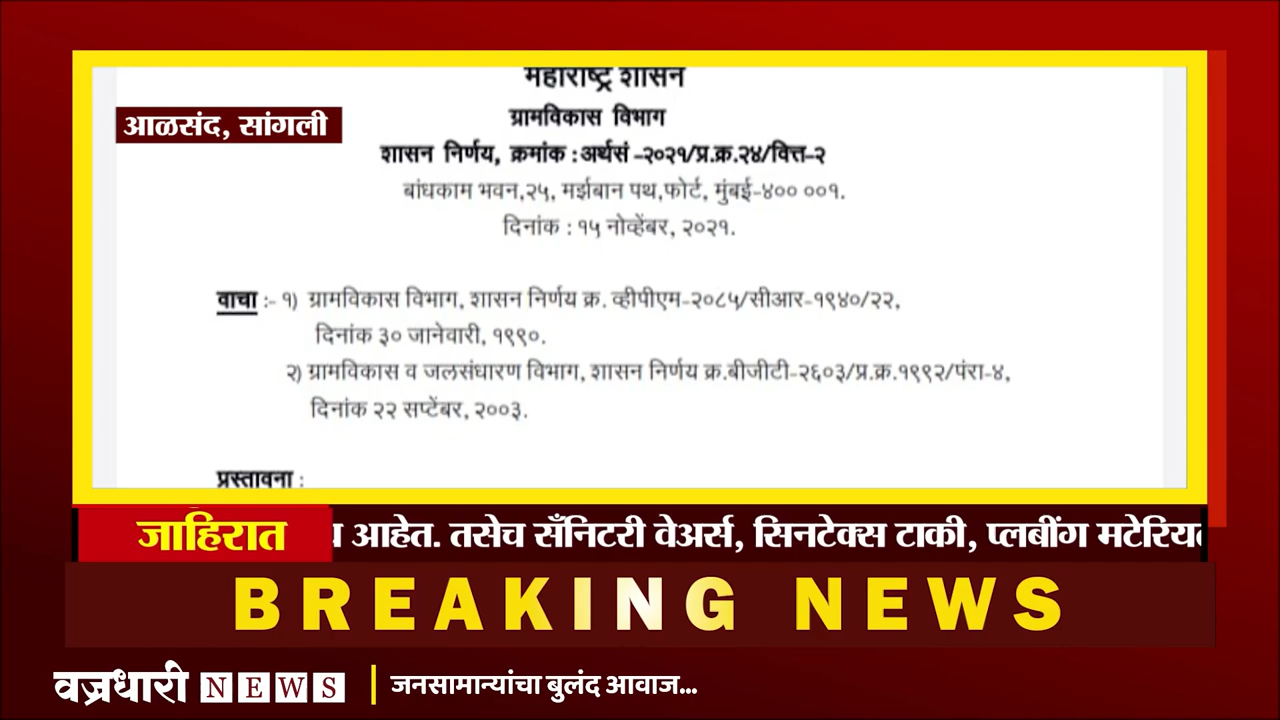 महाराष्ट्र शासन
आळसंद, सांगली
ग्रामविकास विभाग
शासन निर्णय, क्रमांक : अर्थसं -२०२१/प्र.क्र.२४/वित्त-२
बांधकाम भवन,२५, मर्झबान पथ,फोर्ट, मुंबई-४०० ००१.
दिनांक : १५ नोव्हेंबर, २०२१.
वाचा :- १) ग्रामविकास विभाग, शासन निर्णय क्र. व्हीपीएम-२०८५/सीआर-१९४०/२२,
दिनांक ३० जानेवारी, १९९०.
२) ग्रामविकास व जलसंधारण विभाग, शासन निर्णय क्र.बीजीटी-२६०३/प्र.क्र.१९९२/पंरा-४,
दिनांक २२ सप्टेंबर, २००३.
प्रस्तावना :
जाहिरात आहेत. तसेच सॅनिटरी वेअर्स, सिनटेक्स टाकी, प्लबींग
BREAKING NEWS
वज्रधारी NEWS जनसामान्यांचा बुलंद आवाज...